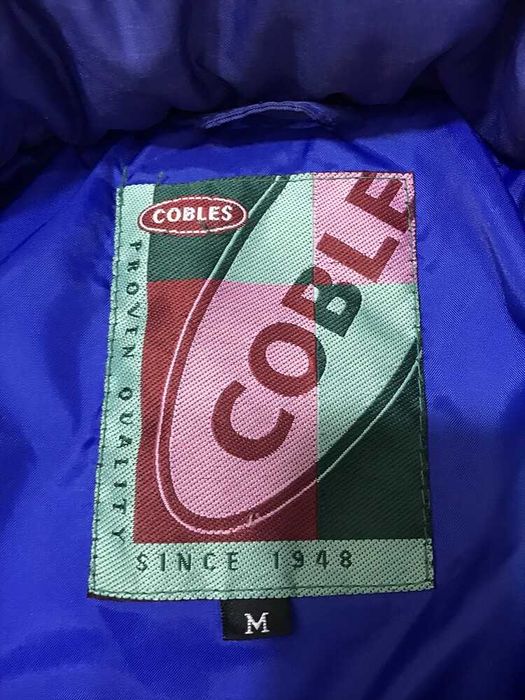 COBLES
COBLE
PROVEN QUALITY
SINCE 1948
M